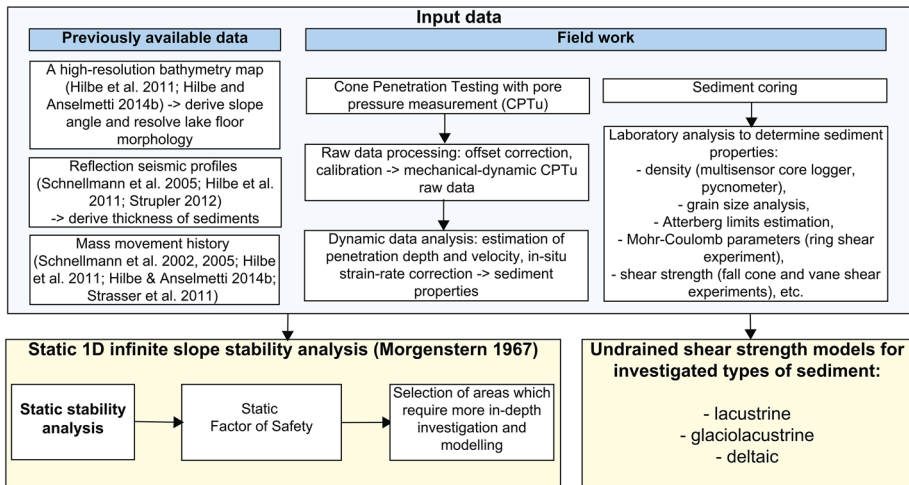 Input data
Previously available data
A high-resolution bathymetry map
(Hilbe et al. 2011; Hilbe and
Anselmetti 2014b) -> derive slope
angle and resolve lake floor
morphology
Reflection seismic profiles
(Schnellmann et al. 2005; Hilbe et al.
2011; Strupler 2012)
-> derive thickness of sediments
Mass movement history
(Schnellmann et al. 2002, 2005; Hilbe
et al. 2011; Hilbe & Anselmetti 2014b;
Strasser et al. 2011)
Field work
Cone Penetration Testing with pore
pressure measurement (CPTu)
Raw data processing: offset correction,
calibration -> mechanical-dynamic CPTu
raw data
Dynamic data analysis: estimation of
penetration depth and velocity, in-situ
strain-rate correction -> sediment
properties
Sediment coring
Laboratory analysis to determine sediment
properties:
- density (multisensor core logger,
pycnometer),
- grain size analysis,
- Atterberg limits estimation,
- Mohr-Coulomb parameters (ring shear
experiment),
- shear strength (fall cone and vane shear
experiments), etc.
Static 1D infinite slope stability analysis (Morgenstern 1967)
Static stability
analysis
Static
Factor of Safety
Selection of areas which
require more in-depth
investigation and
modelling
Undrained shear strength models for
investigated types of sediment:
- lacustrine
- glaciolacustrine
- deltaic